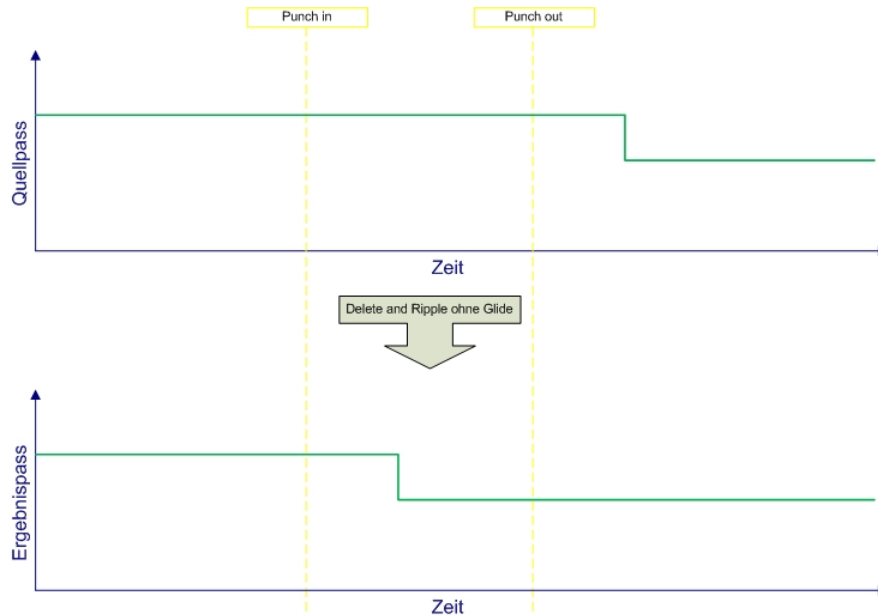 Punch in
Punch out
Quellpass
Zeit
Delete and Ripple ohne Glide
Ergebnispass
Zeit